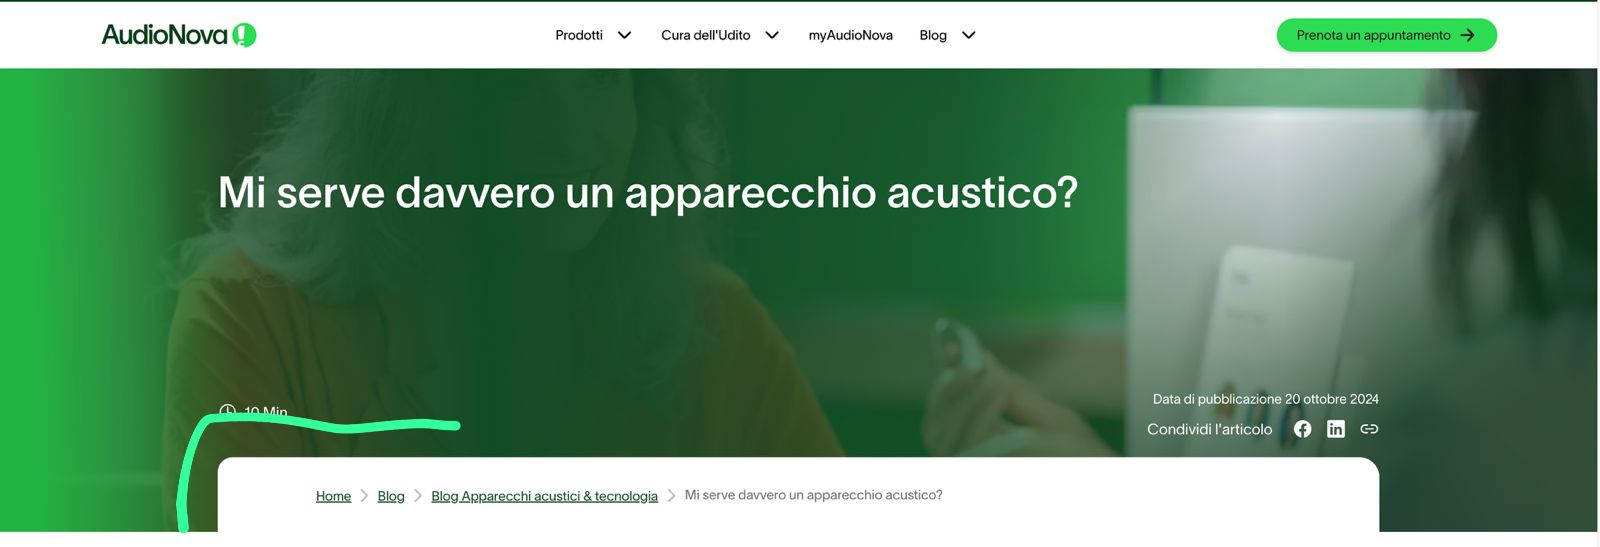 AudioNova
Prodotti Cura dell'Udito myAudioNova Blog Prenota un appuntamento
Mi serve davvero un apparecchio acustico?
10 Min
Data di pubblicazione 20 ottobre 2024
Condividi l'articolo
Home Blog Blog Apparecchi acustici & tecnologia Mi serve davvero un apparecchio acustico?